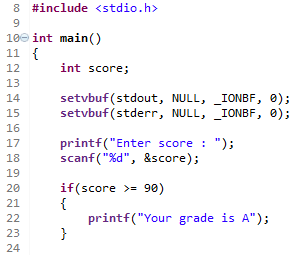 8 #include <stdio.h>
9
10 int main()
11 {
12     int score;
13
14     setvbuf(stdout, NULL, _IONBF, 0);
15     setvbuf(stderr, NULL, _IONBF, 0);
16
17     printf("Enter score : ");
18     scanf("%d", &score);
19
20     if(score >= 90)
21     {
22         printf("Your grade is A");
23     }
24